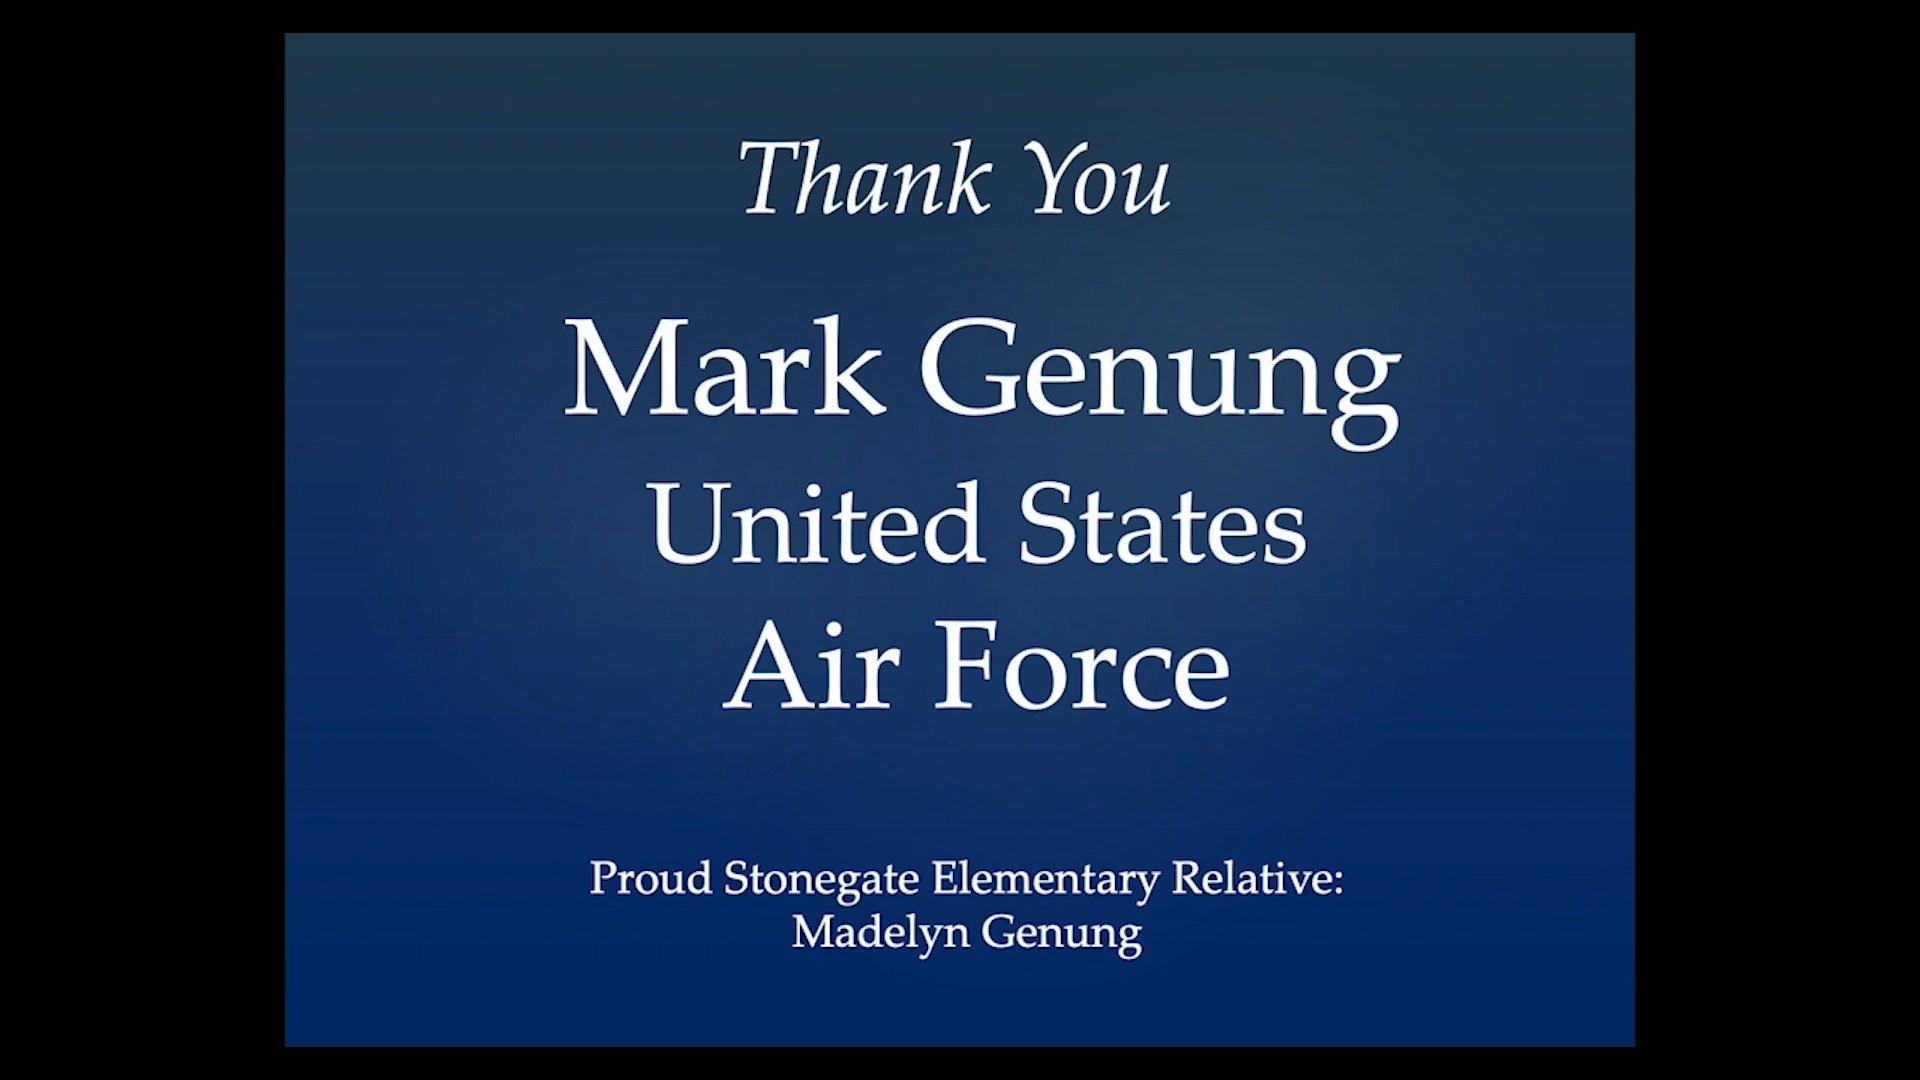 Thank You
Mark Genung
United States
Air Force
Proud Stonegate Elementary Relative:
Madelyn Genung